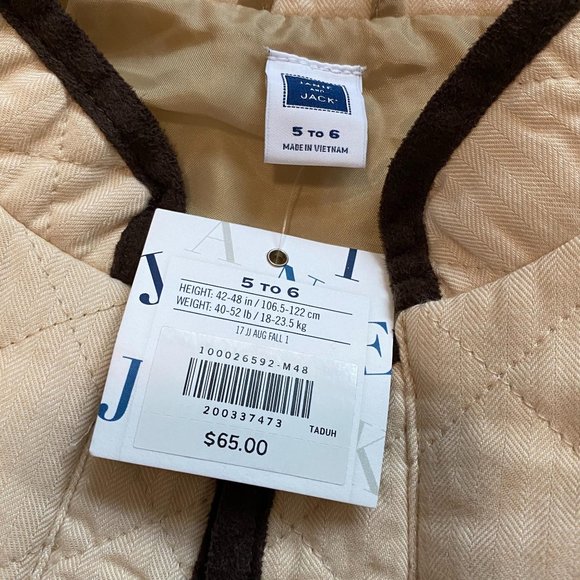 JANIE
AND
JACK
5 TO 6
MADE IN VIETNAM
5 TO 6
HEIGHT: 42-48 in / 106.5-122 cm
WEIGHT: 40-52 lb / 18-23.5 kg
17 JJ AUG FALL 1
100026592-M48
200337473
TADUH
$65.00